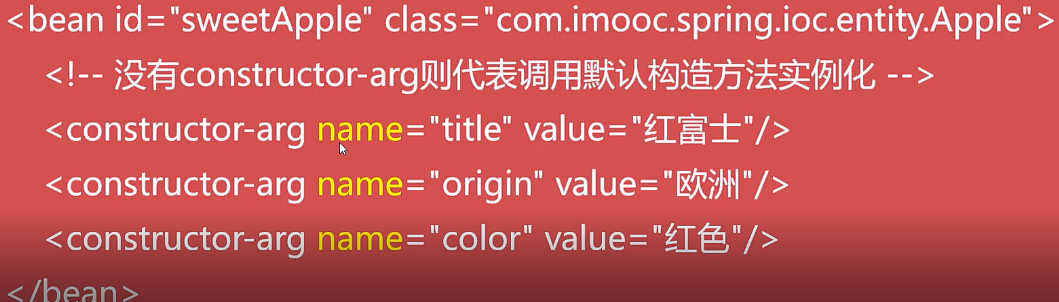 <bean id="sweetApple" class="com.imooc.spring.ioc.entity.Apple">
<!-- 没有constructor-arg则代表调用默认构造方法实例化 -->
<constructor-arg name="title" value="红富士"/>
<constructor-arg name="origin" value="欧洲"/>
<constructor-arg name="color" value="红色"/>
</bean>